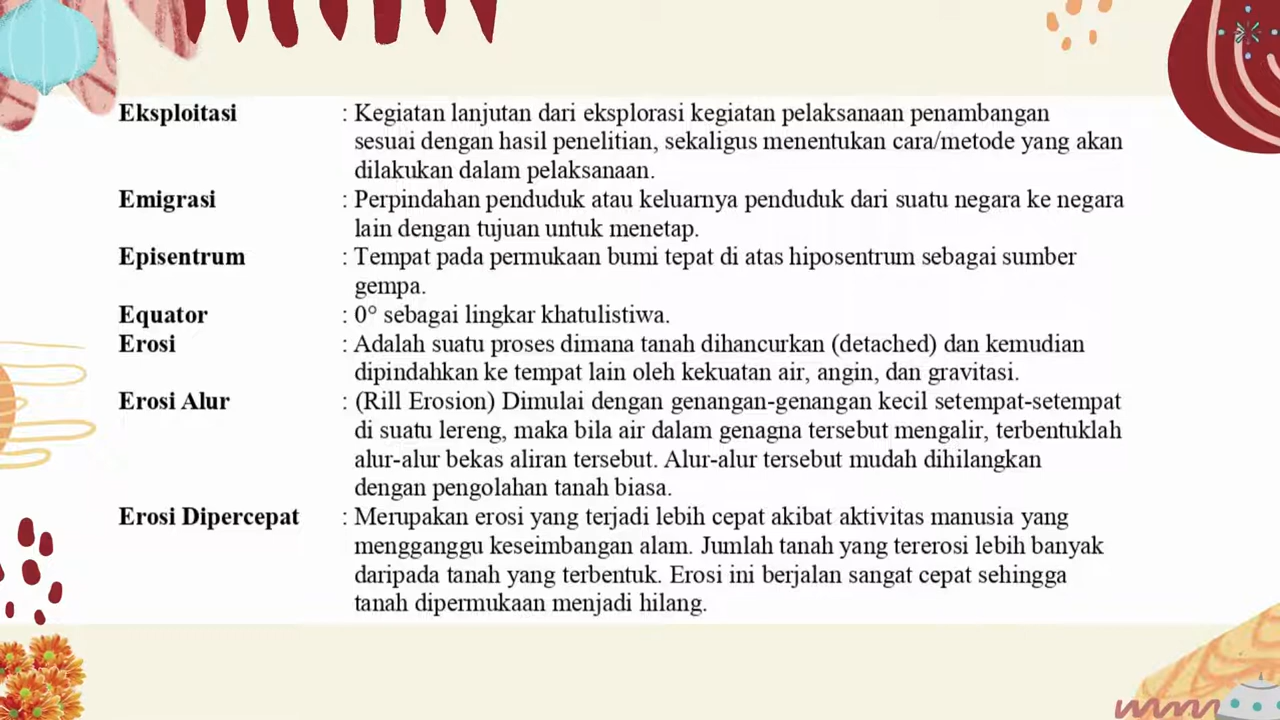 Eksploitasi : Kegiatan lanjutan dari eksplorasi kegiatan pelaksanaan penambangan
sesuai dengan hasil penelitian, sekaligus menentukan cara/metode yang akan
dilakukan dalam pelaksanaan.
Emigrasi : Perpindahan penduduk atau keluarnya penduduk dari suatu negara ke negara
lain dengan tujuan untuk menetap.
Episentrum : Tempat pada permukaan bumi tepat di atas hiposentrum sebagai sumber
gempa.
Equator : 0° sebagai lingkar khatulistiwa.
Erosi : Adalah suatu proses dimana tanah dihancurkan (detached) dan kemudian
dipindahkan ke tempat lain oleh kekuatan air, angin, dan gravitasi.
Erosi Alur : (Rill Erosion) Dimulai dengan genangan-genangan kecil setempat-setempat
di suatu lereng, maka bila air dalam genagna tersebut mengalir, terbentuklah
alur-alur bekas aliran tersebut. Alur-alur tersebut mudah dihilangkan
dengan pengolahan tanah biasa.
Erosi Dipercepat : Merupakan erosi yang terjadi lebih cepat akibat aktivitas manusia yang
mengganggu keseimbangan alam. Jumlah tanah yang tererosi lebih banyak
daripada tanah yang terbentuk. Erosi ini berjalan sangat cepat sehingga
tanah dipermukaan menjadi hilang.